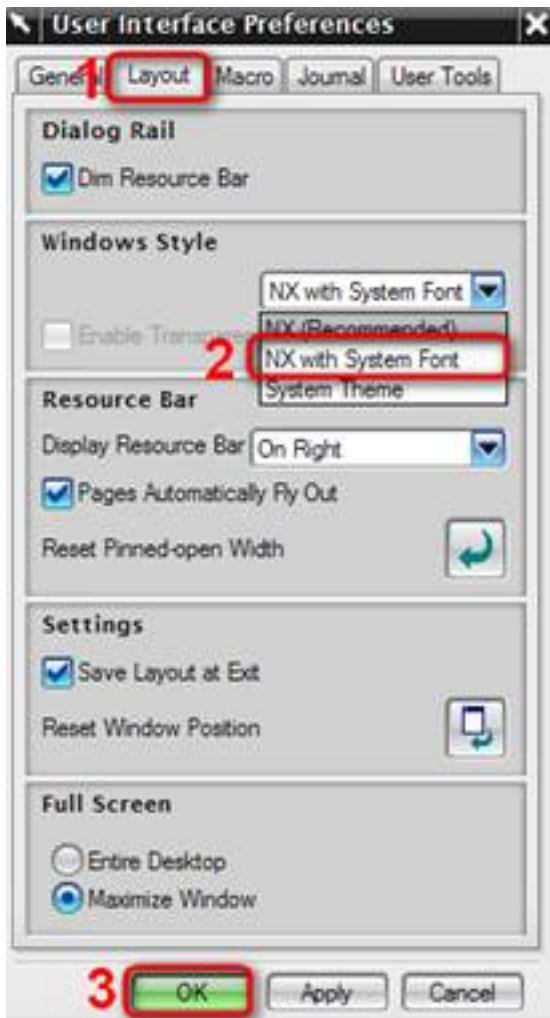 User Interface Preferences
1
General Layout Macro Journal User Tools
Dialog Rail
Dim Resource Bar
Windows Style
NX with System Font
Enable
NX (Recommended)
2
NX with System Font
System Theme
Resource Bar
Display Resource Bar On Right
Pages Automatically Fly Out
Reset Pinned-open Width
Settings
Save Layout at Exit
Reset Window Position
Full Screen
Entire Desktop
Maximize Window
3 OK Apply Cancel